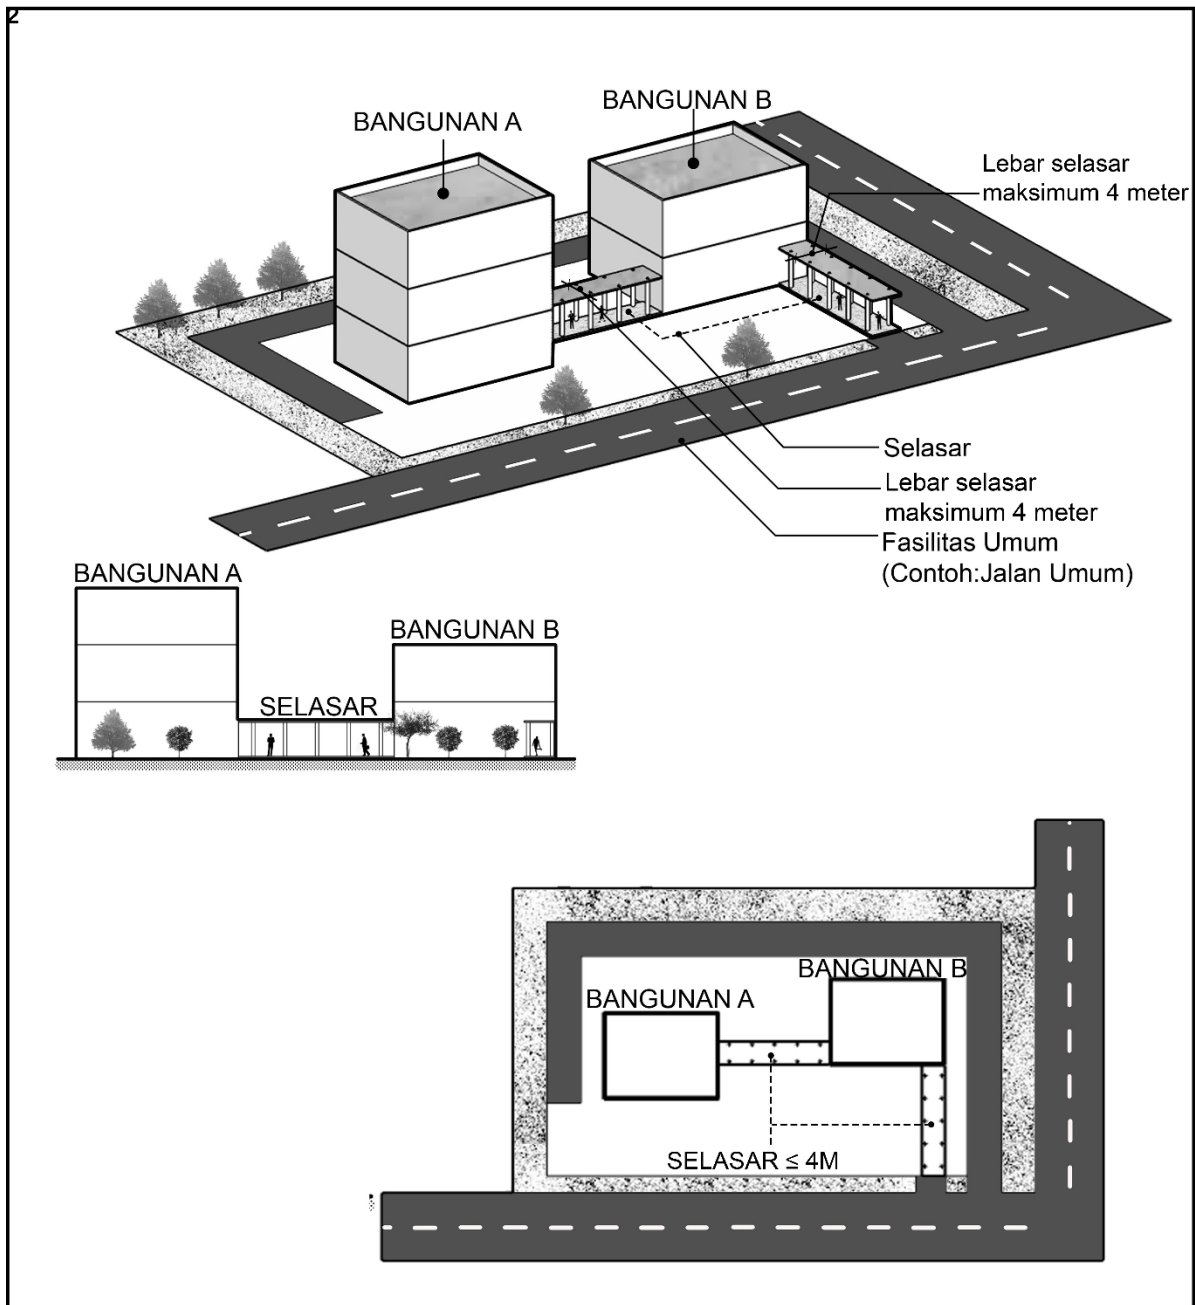 2
BANGUNAN A
BANGUNAN B
Lebar selasar
maksimum 4 meter
Selasar
Lebar selasar
maksimum 4 meter
Fasilitas Umum
(Contoh:Jalan Umum)
BANGUNAN A
BANGUNAN B
SELASAR
BANGUNAN B
BANGUNAN A
SELASAR ≤ 4M